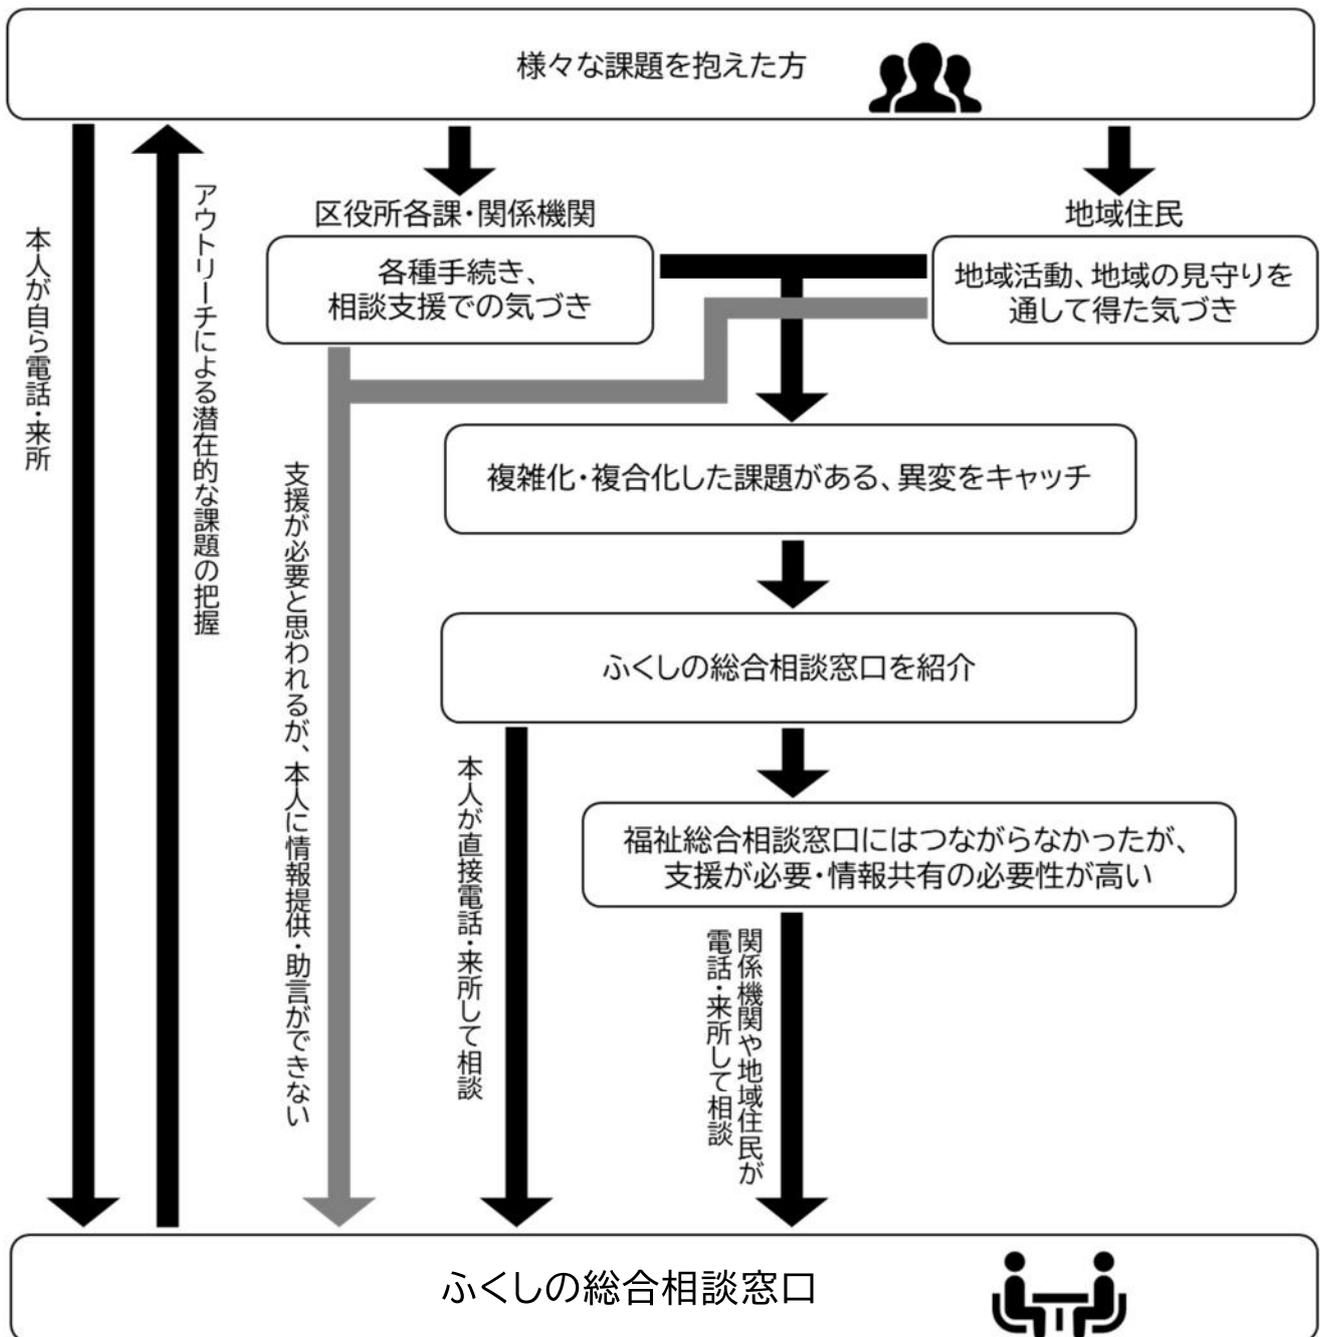 様々な課題を抱えた方
本人が自ら電話・来所
アウトリーチによる潜在的な課題の把握
区役所各課・関係機関
各種手続き、
相談支援での気づき
地域住民
地域活動、地域の見守りを
通して得た気づき
支援が必要と思われるが、本人に情報提供・助言ができない
複雑化・複合化した課題がある、異変をキャッチ
ふくしの総合相談窓口を紹介
本人が直接電話・来所して相談
福祉総合相談窓口にはつながらなかったが、
支援が必要・情報共有の必要性が高い
関係機関や地域住民が
電話・来所して相談
ふくしの総合相談窓口